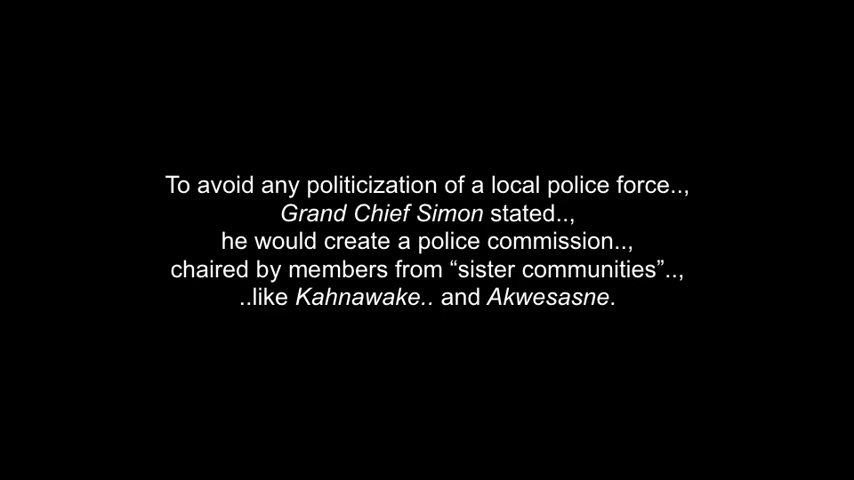 To avoid any politicization of a local police force..,
Grand Chief Simon stated..,
he would create a police commission..,
chaired by members from “sister communities”..,
..like Kahnawake.. and Akwesasne.